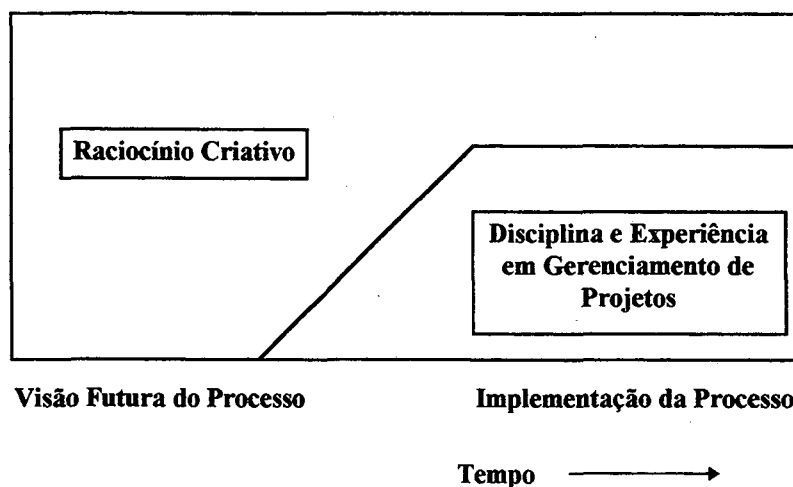 Raciocínio Criativo
Disciplina e Experiência
em Gerenciamento de
Projetos
Visão Futura do Processo
Implementação da Processo
Tempo